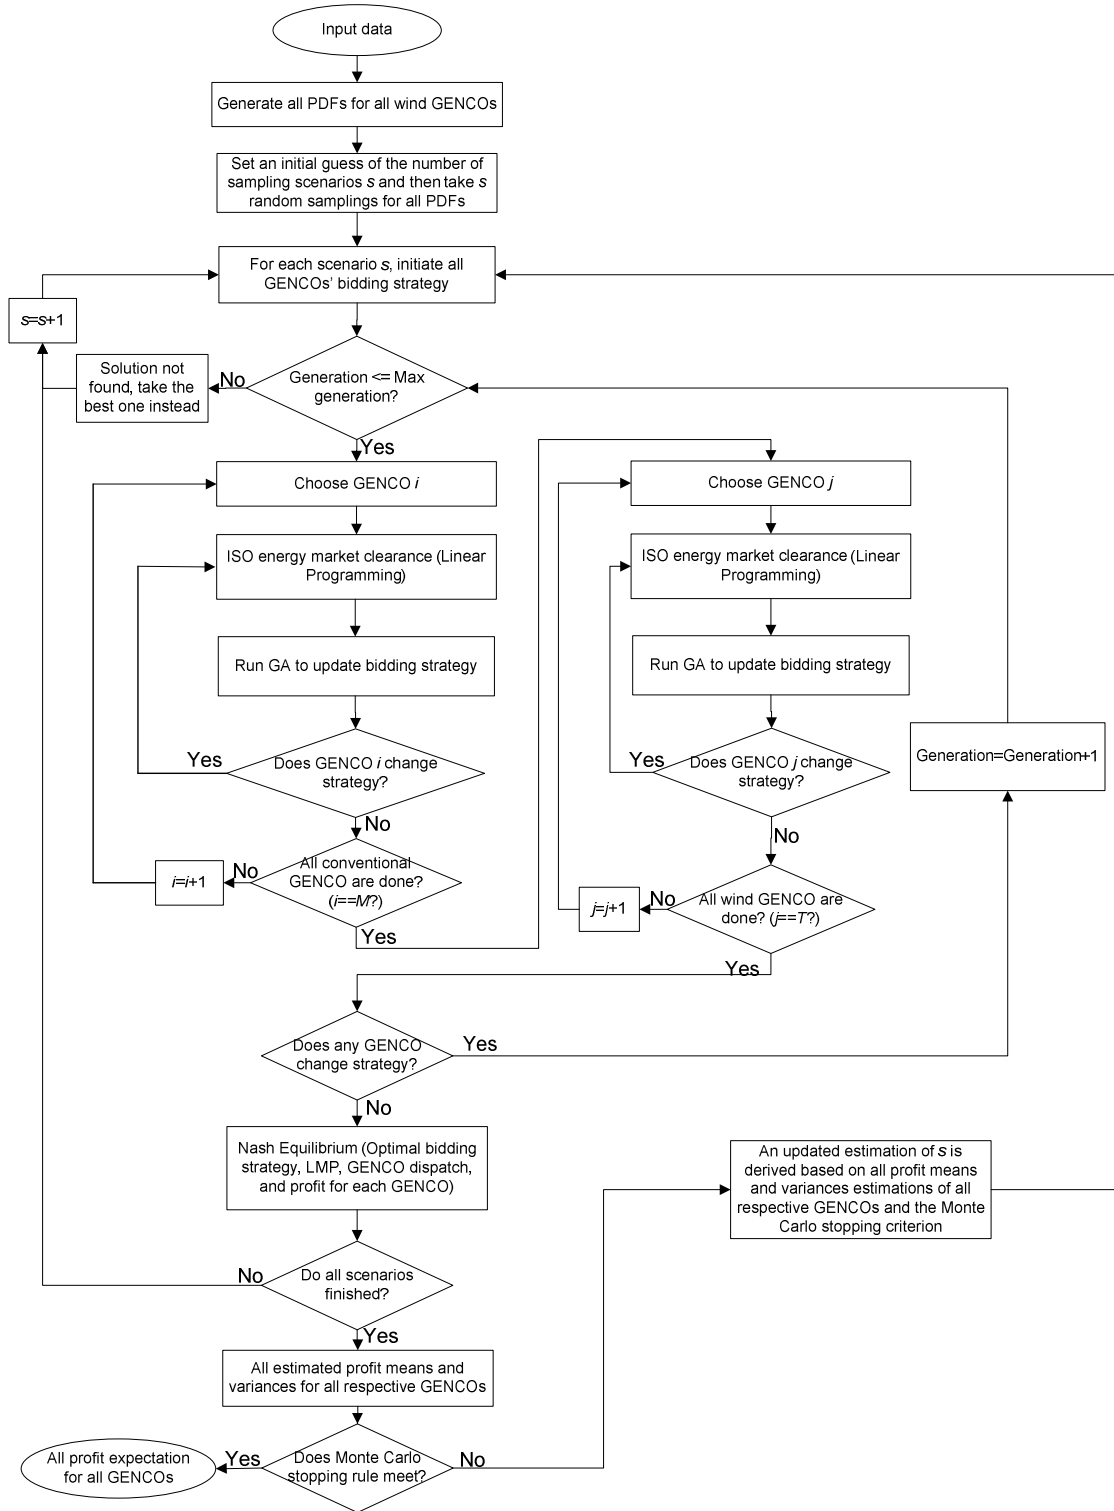 Input data
Generate all PDFs for all wind GENCOs
Set an initial guess of the number of
sampling scenarios s and then take s
random samplings for all PDFs
For each scenario s, initiate all
GENCOs' bidding strategy
s=s+1
Solution not
found, take the
best one instead
No
Generation <= Max
generation?
Yes
Choose GENCO i
Choose GENCO j
ISO energy market clearance (Linear
Programming)
ISO energy market clearance (Linear
Programming)
Run GA to update bidding strategy
Run GA to update bidding strategy
Yes
Does GENCO i change
strategy?
Yes
Does GENCO j change
strategy?
Generation=Generation+1
No
No
i=i+1
No
All conventional
GENCO are done?
(i==M?)
Yes
j=j+1
No
All wind GENCO are
done? (j==T?)
Yes
Does any GENCO
change strategy?
Yes
No
Nash Equilibrium (Optimal bidding
strategy, LMP, GENCO dispatch,
and profit for each GENCO)
An updated estimation of s is
derived based on all profit means
and variances estimations of all
respective GENCOs and the Monte
Carlo stopping criterion
No
Do all scenarios
finished?
Yes
All estimated profit means and
variances for all respective GENCOs
All profit expectation
for all GENCOs
Yes
Does Monte Carlo
stopping rule meet?
No